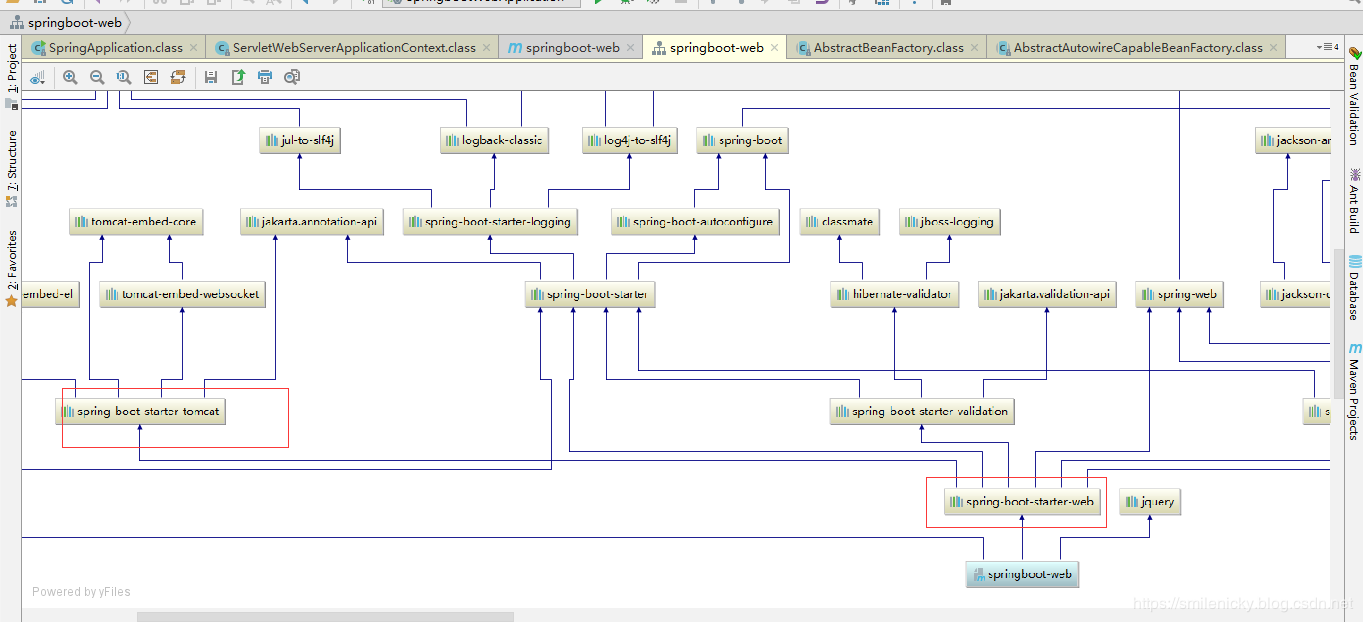 springboot-web
SpringApplication.class
ServletWebServerApplicationContext.class
springboot-web
springboot-web
AbstractBeanFactory.class
AbstractAutowireCapableBeanFactory.class
4
1: Project
7: Structure
2: Favorites
Bean Validation
Ant Build
Database
Maven Projects
jul-to-slf4j
logback-classic
log4j-to-slf4j
spring-boot
tomcat-embed-core
jakarta.annotation-api
spring-boot-starter-logging
spring-boot-autoconfigure
classmate
jboss-logging
embed-el
tomcat-embed-websocket
spring-boot-starter
hibernate-validator
jakarta.validation-api
spring-web
spring-boot-starter-tomcat
spring-boot-starter-validation
spring-boot-starter-web
jquery
springboot-web
Powered by yFiles
https://smilenicky.blog.csdn.net